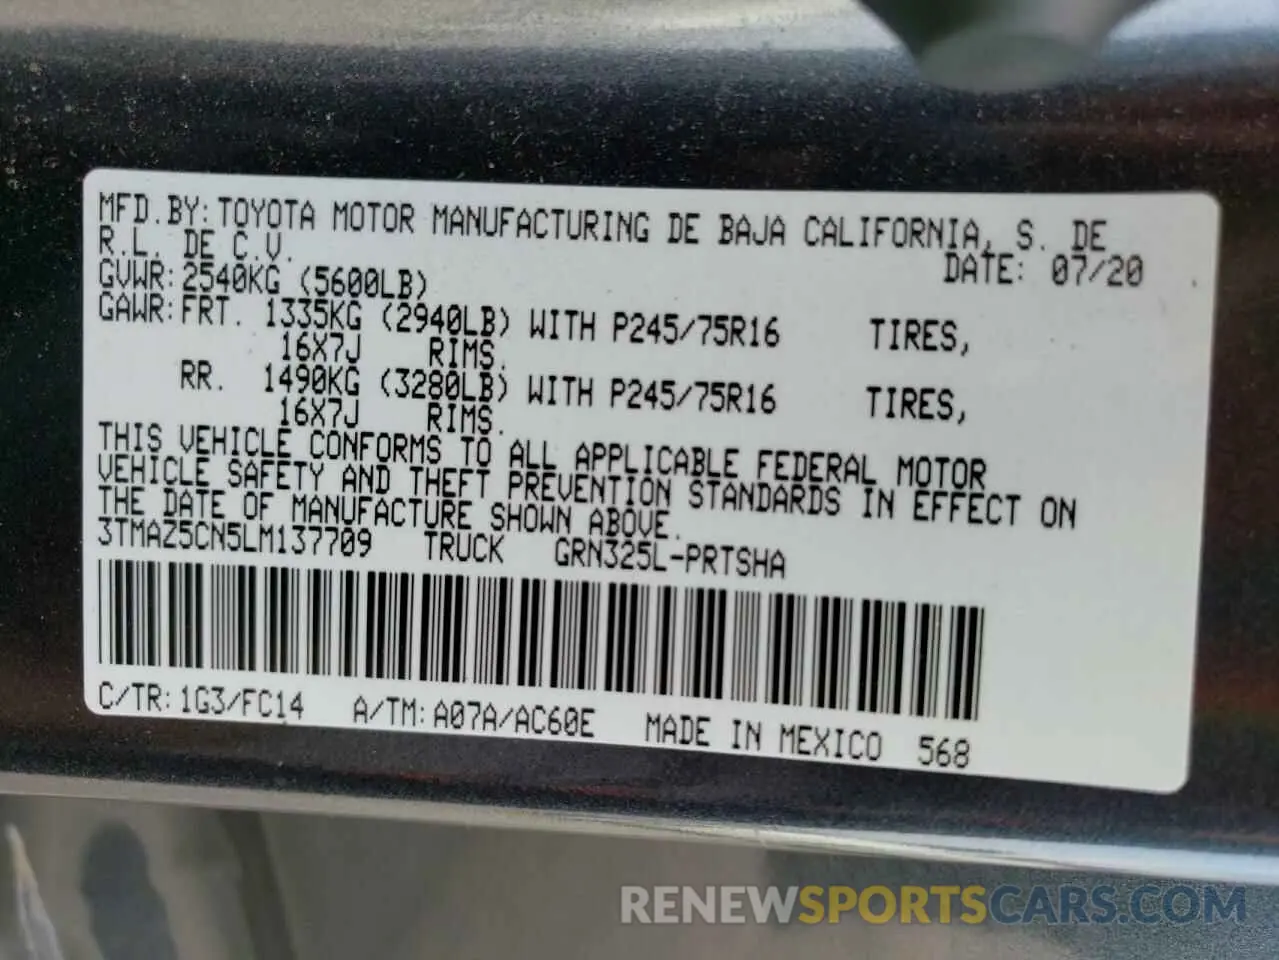 MFD.BY:TOYOTA MOTOR MANUFACTURING DE BAJA CALIFORNIA, S. DE
R.L. DE C.V. DATE: 07/20
GVWR:2540KG (5600LB)
GAWR:FRT. 1335KG (2940LB) WITH P245/75R16 TIRES,
16X7J RIMS.
RR. 1490KG (3280LB) WITH P245/75R16 TIRES,
16X7J RIMS.
THIS VEHICLE CONFORMS TO ALL APPLICABLE FEDERAL MOTOR
VEHICLE SAFETY AND THEFT PREVENTION STANDARDS IN EFFECT ON
THE DATE OF MANUFACTURE SHOWN ABOVE.
3TMAZ5CN5LM137709 TRUCK GRN325L-PRTSHA
C/TR:1G3/FC14 A/TM:A07A/AC60E MADE IN MEXICO 568
RENEWSPORTSCARS.COM